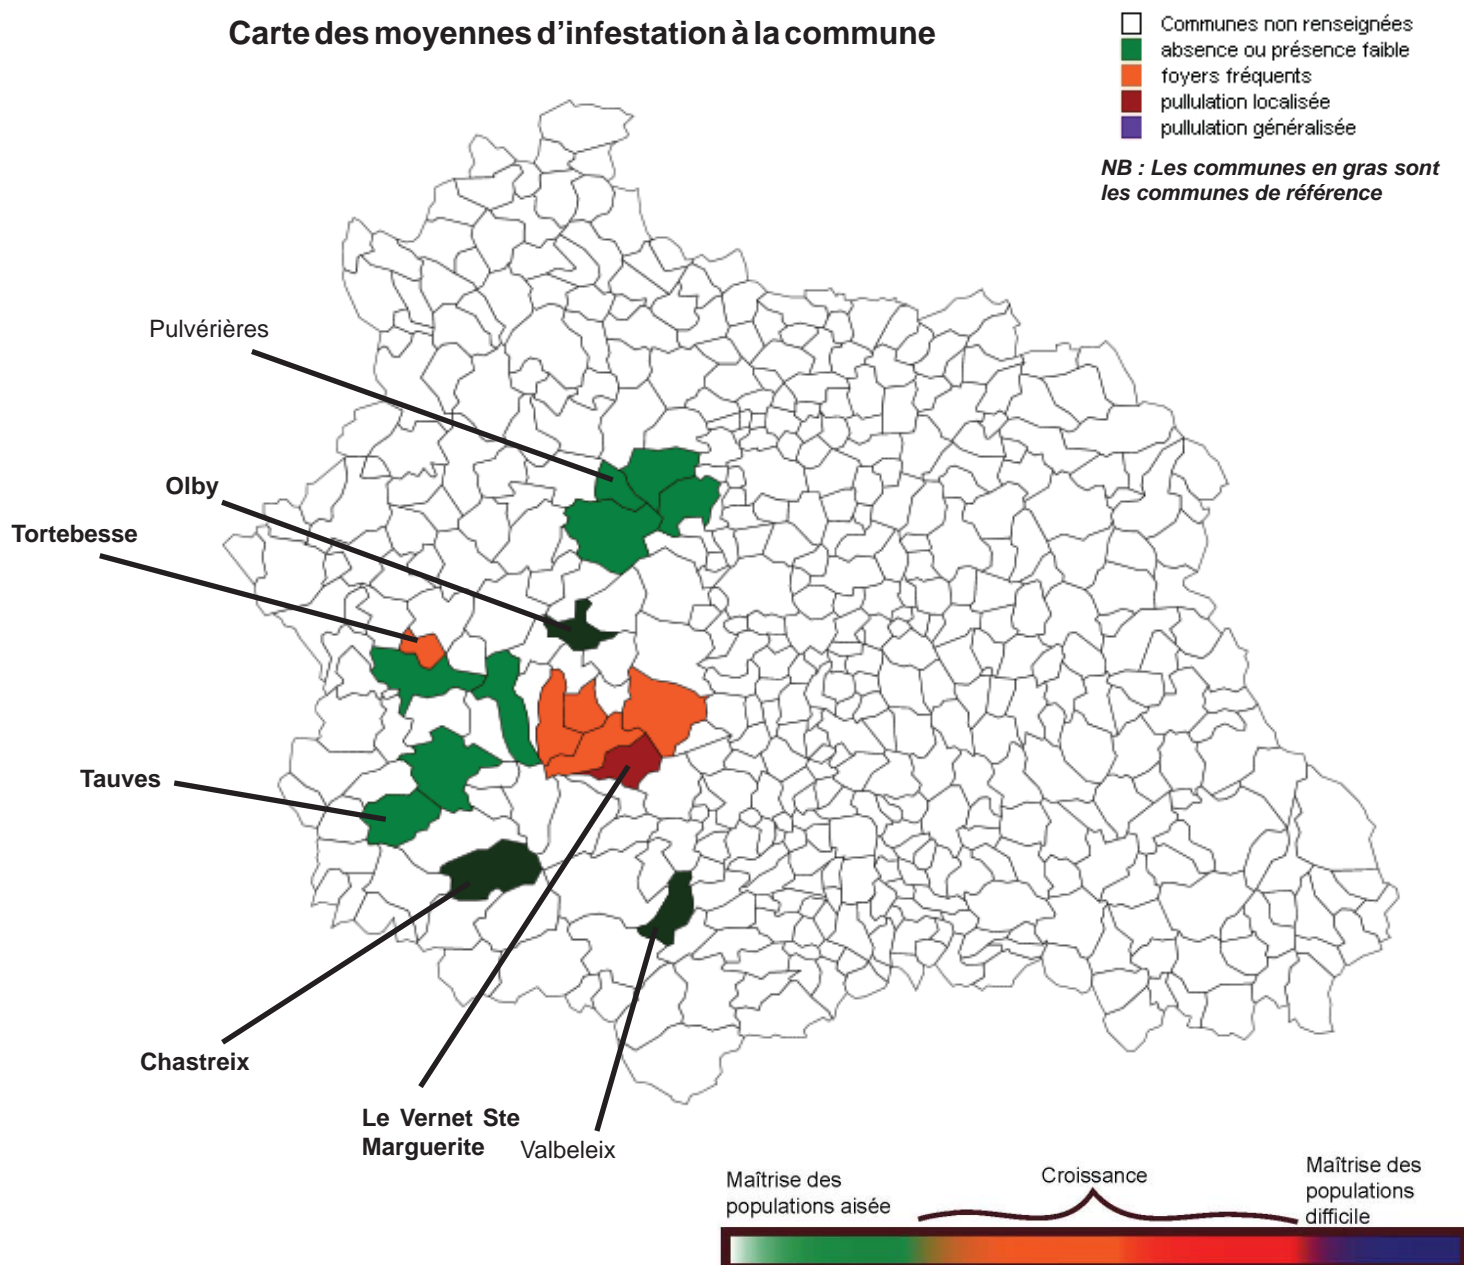 Carte des moyennes d’infestation à la commune
Communes non renseignées
absence ou présence faible
foyers fréquents
pullulation localisée
pullulation généralisée
NB : Les communes en gras sont
les communes de référence
Pulvérières
Olby
Tortebesse
Tauves
Chastreix
Le Vernet Ste
Marguerite
Valbeleix
Maîtrise des
populations aisée
Croissance
Maîtrise des
populations
difficile